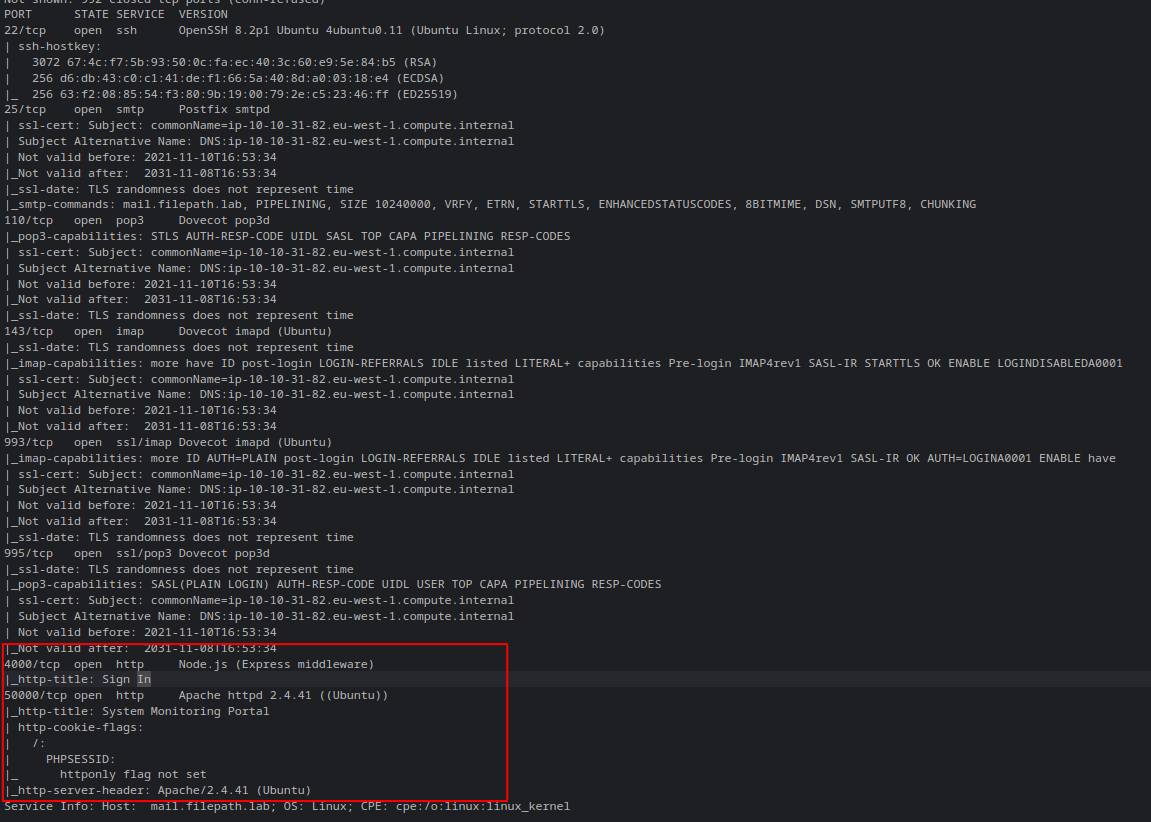 Not shown: 992 closed tcp ports (conn-refused)
PORT      STATE SERVICE  VERSION
22/tcp    open  ssh      OpenSSH 8.2p1 Ubuntu 4ubuntu0.11 (Ubuntu Linux; protocol 2.0)
| ssh-hostkey:
|   3072 67:4c:f7:5b:93:50:0c:fa:ec:40:3c:60:e9:5e:84:b5 (RSA)
|   256 d6:db:43:c0:c1:41:de:f1:66:5a:40:8d:a0:03:18:e4 (ECDSA)
|_  256 63:f2:08:85:54:f3:80:9b:19:00:79:2e:c5:23:46:ff (ED25519)
25/tcp    open  smtp     Postfix smtpd
| ssl-cert: Subject: commonName=ip-10-10-31-82.eu-west-1.compute.internal
| Subject Alternative Name: DNS:ip-10-10-31-82.eu-west-1.compute.internal
| Not valid before: 2021-11-10T16:53:34
|_Not valid after:  2031-11-08T16:53:34
|_ssl-date: TLS randomness does not represent time
|_smtp-commands: mail.filepath.lab, PIPELINING, SIZE 10240000, VRFY, ETRN, STARTTLS, ENHANCEDSTATUSCODES, 8BITMIME, DSN, SMTPUTF8, CHUNKING
110/tcp   open  pop3     Dovecot pop3d
|_pop3-capabilities: STLS AUTH-RESP-CODE UIDL SASL TOP CAPA PIPELINING RESP-CODES
| ssl-cert: Subject: commonName=ip-10-10-31-82.eu-west-1.compute.internal
| Subject Alternative Name: DNS:ip-10-10-31-82.eu-west-1.compute.internal
| Not valid before: 2021-11-10T16:53:34
|_Not valid after:  2031-11-08T16:53:34
|_ssl-date: TLS randomness does not represent time
143/tcp   open  imap     Dovecot imapd (Ubuntu)
|_ssl-date: TLS randomness does not represent time
|_imap-capabilities: more have ID post-login LOGIN-REFERRALS IDLE listed LITERAL+ capabilities Pre-login IMAP4rev1 SASL-IR STARTTLS OK ENABLE LOGINDISABLEDA0001
| ssl-cert: Subject: commonName=ip-10-10-31-82.eu-west-1.compute.internal
| Subject Alternative Name: DNS:ip-10-10-31-82.eu-west-1.compute.internal
| Not valid before: 2021-11-10T16:53:34
|_Not valid after:  2031-11-08T16:53:34
993/tcp   open  ssl/imap Dovecot imapd (Ubuntu)
|_imap-capabilities: more ID AUTH=PLAIN post-login LOGIN-REFERRALS IDLE listed LITERAL+ capabilities Pre-login IMAP4rev1 SASL-IR OK AUTH=LOGINA0001 ENABLE have
| ssl-cert: Subject: commonName=ip-10-10-31-82.eu-west-1.compute.internal
| Subject Alternative Name: DNS:ip-10-10-31-82.eu-west-1.compute.internal
| Not valid before: 2021-11-10T16:53:34
|_Not valid after:  2031-11-08T16:53:34
|_ssl-date: TLS randomness does not represent time
995/tcp   open  ssl/pop3 Dovecot pop3d
|_ssl-date: TLS randomness does not represent time
|_pop3-capabilities: SASL(PLAIN LOGIN) AUTH-RESP-CODE UIDL USER TOP CAPA PIPELINING RESP-CODES
| ssl-cert: Subject: commonName=ip-10-10-31-82.eu-west-1.compute.internal
| Subject Alternative Name: DNS:ip-10-10-31-82.eu-west-1.compute.internal
| Not valid before: 2021-11-10T16:53:34
|_Not valid after:  2031-11-08T16:53:34
4000/tcp  open  http     Node.js (Express middleware)
|_http-title: Sign In
50000/tcp open  http     Apache httpd 2.4.41 ((Ubuntu))
|_http-title: System Monitoring Portal
| http-cookie-flags:
|   /:
|     PHPSESSID:
|_      httponly flag not set
|_http-server-header: Apache/2.4.41 (Ubuntu)
Service Info: Host:  mail.filepath.lab; OS: Linux; CPE: cpe:/o:linux:linux_kernel